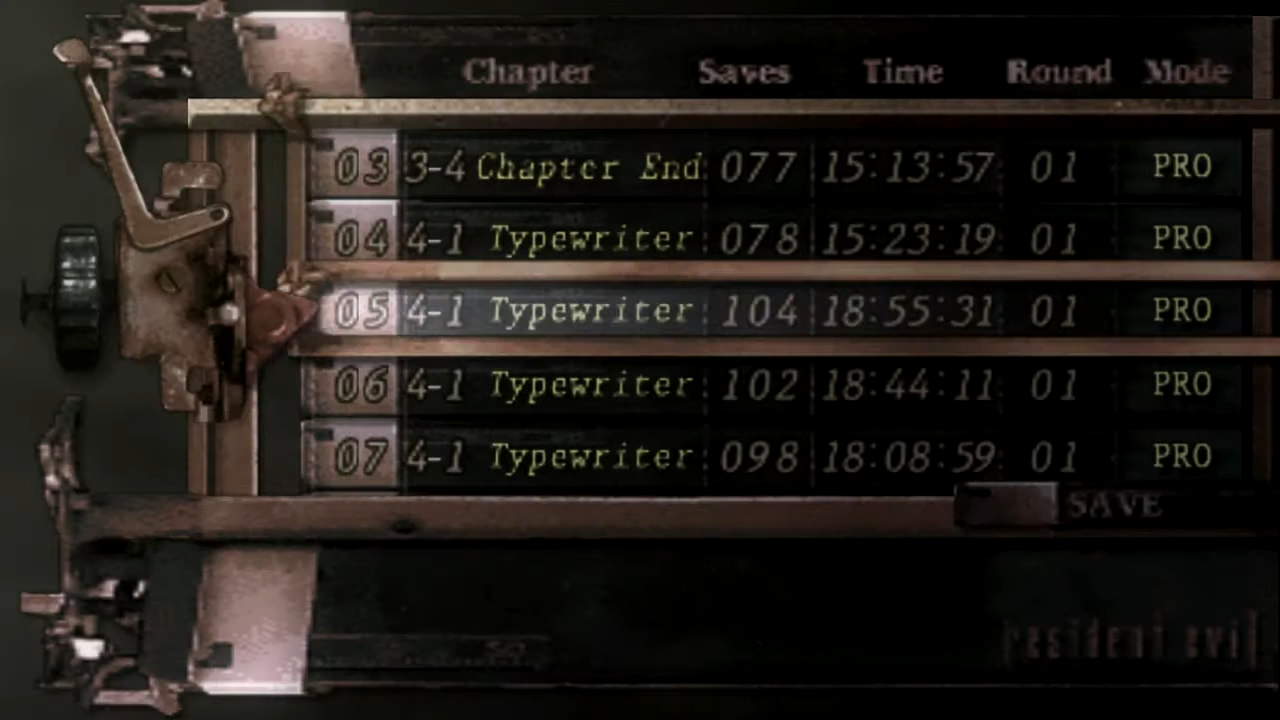 Chapter Saves Time Round Mode
03 3-4 Chapter End 077 15:13:57 01 PRO
04 4-1 Typewriter 078 15:23:19 01 PRO
05 4-1 Typewriter 104 18:55:31 01 PRO
06 4-1 Typewriter 102 18:44:11 01 PRO
07 4-1 Typewriter 098 18:08:59 01 PRO
SAVE
resident evil